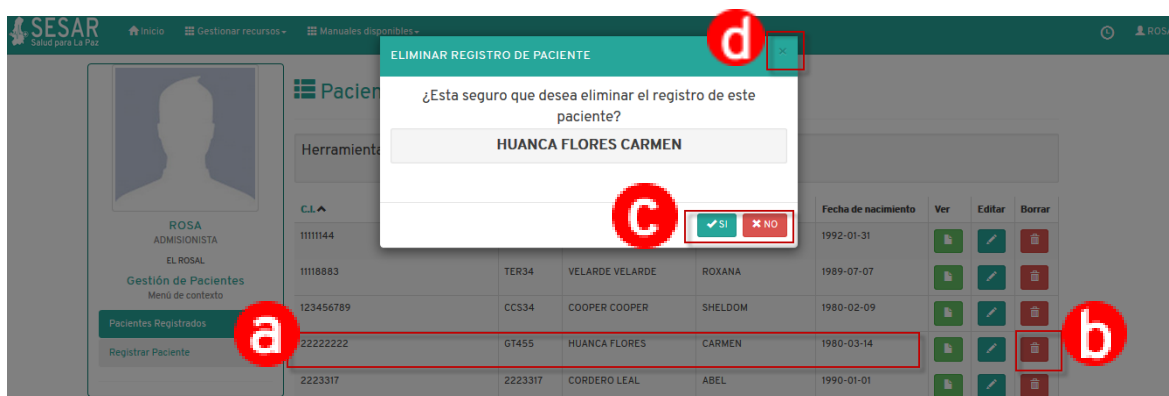 SESAR
Salud para La Paz
Inicio
Gestionar recursos
Manuales disponibles
ROSA
d
ELIMINAR REGISTRO DE PACIENTE
×
¿Esta seguro que desea eliminar el registro de este
paciente?
HUANCA FLORES CARMEN
c
SI
NO
Pacien
Herramienta
ROSA
ADMISIONISTA
EL ROSAL
Gestión de Pacientes
Menú de contexto
Pacientes Registrados
Registrar Paciente
C.I. Fecha de nacimiento Ver Editar Borrar
11111144 1992-01-31
11118883 TER34 VELARDE VELARDE ROXANA 1989-07-07
123456789 CCS34 COOPER COOPER SHELDOM 1980-02-09
a
22222222 GT455 HUANCA FLORES CARMEN 1980-03-14
b
2223317 2223317 CORDERO LEAL ABEL 1990-01-01